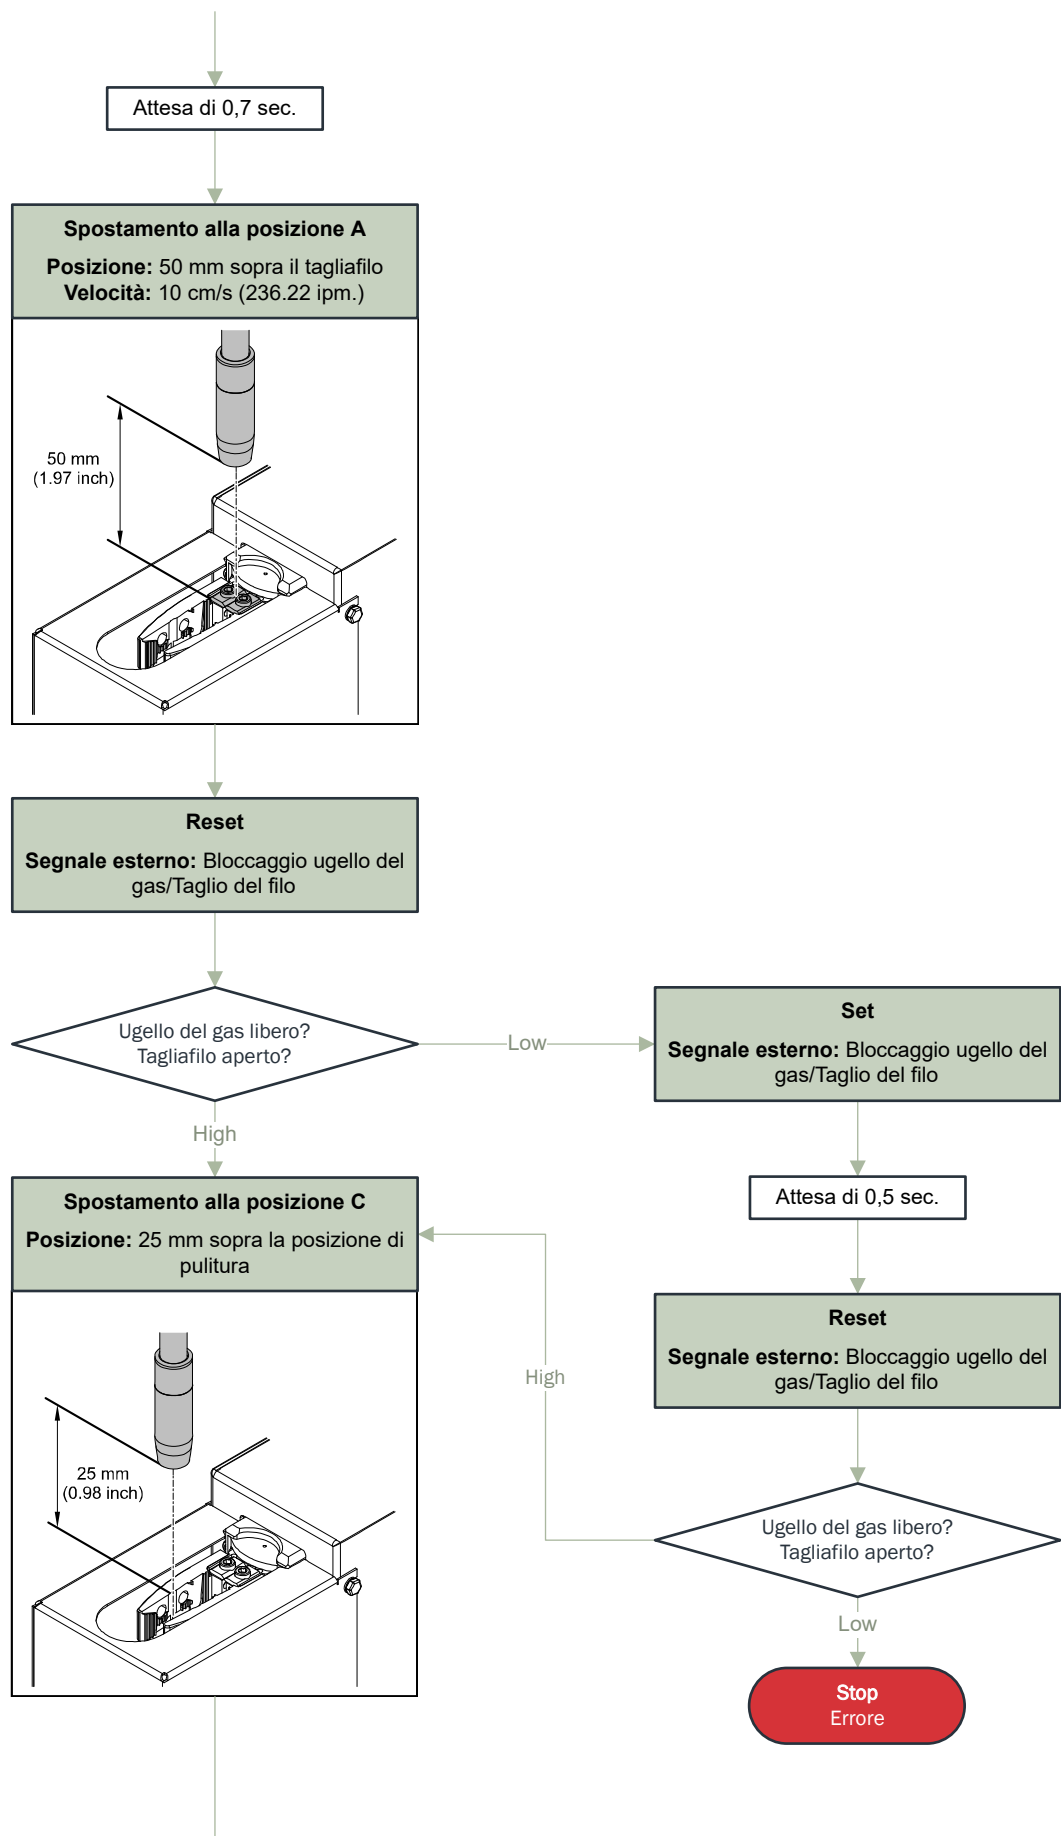 Attesa di 0,7 sec.
Spostamento alla posizione A
Posizione: 50 mm sopra il tagliafilo
Velocità: 10 cm/s (236.22 ipm.)
50 mm
(1.97 inch)
Reset
Segnale esterno: Bloccaggio ugello del
gas/Taglio del filo
Ugello del gas libero?
Tagliafilo aperto?
Low
Set
Segnale esterno: Bloccaggio ugello del
gas/Taglio del filo
High
Attesa di 0,5 sec.
Spostamento alla posizione C
Posizione: 25 mm sopra la posizione di
pulitura
Reset
Segnale esterno: Bloccaggio ugello del
gas/Taglio del filo
High
25 mm
(0.98 inch)
Ugello del gas libero?
Tagliafilo aperto?
Low
Stop
Errore